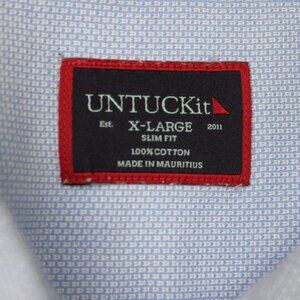 UNTUCKit
Est. X-LARGE 2011
SLIM FIT
100% COTTON
MADE IN MAURITIUS